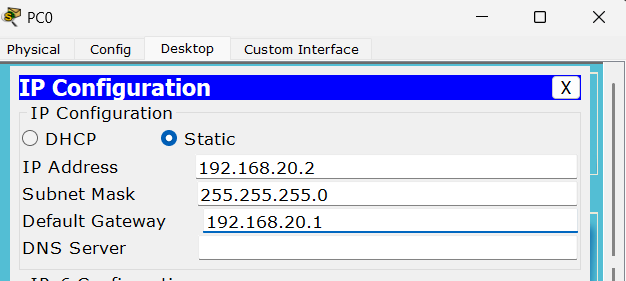 PC0
Physical Config Desktop Custom Interface
IP Configuration X
IP Configuration
DHCP Static
IP Address 192.168.20.2
Subnet Mask 255.255.255.0
Default Gateway 192.168.20.1
DNS Server